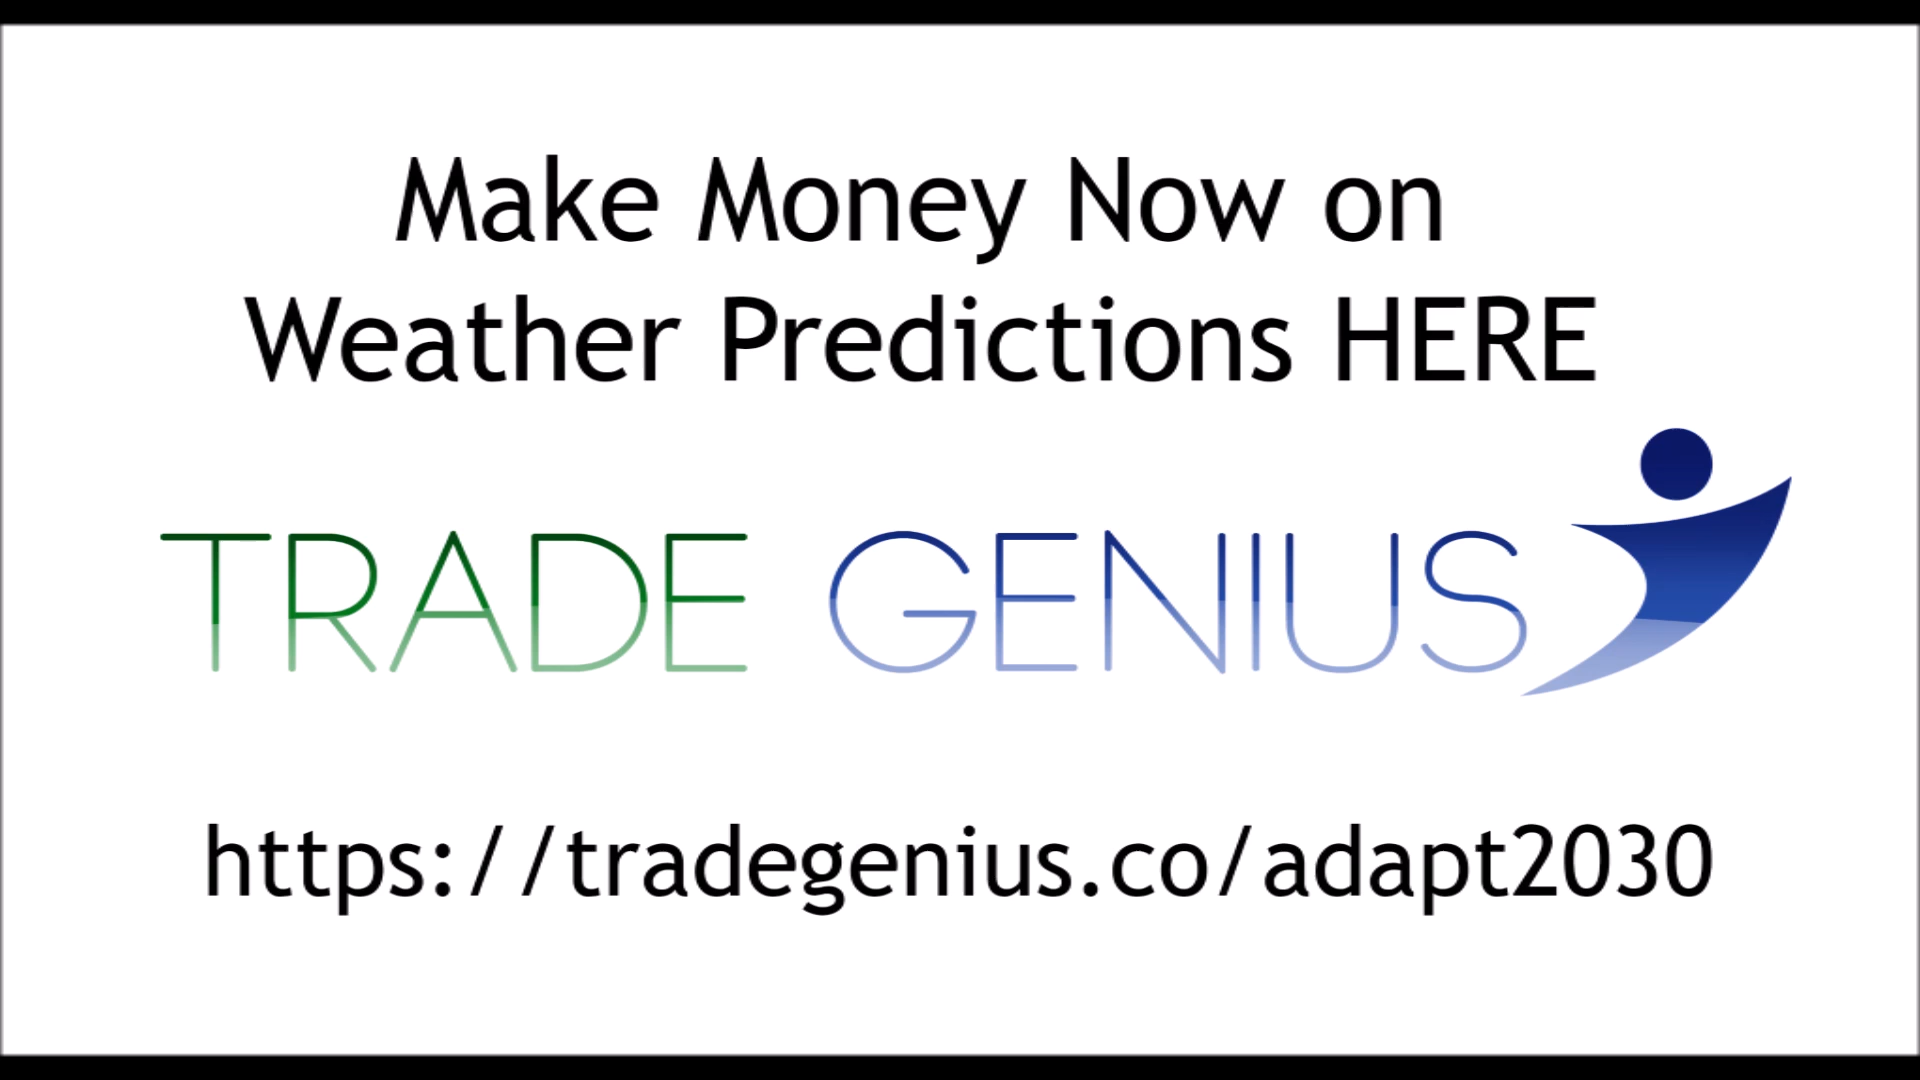 Make Money Now on
Weather Predictions HERE
TRADE GENIUS
https://tradegenius.co/adapt2030